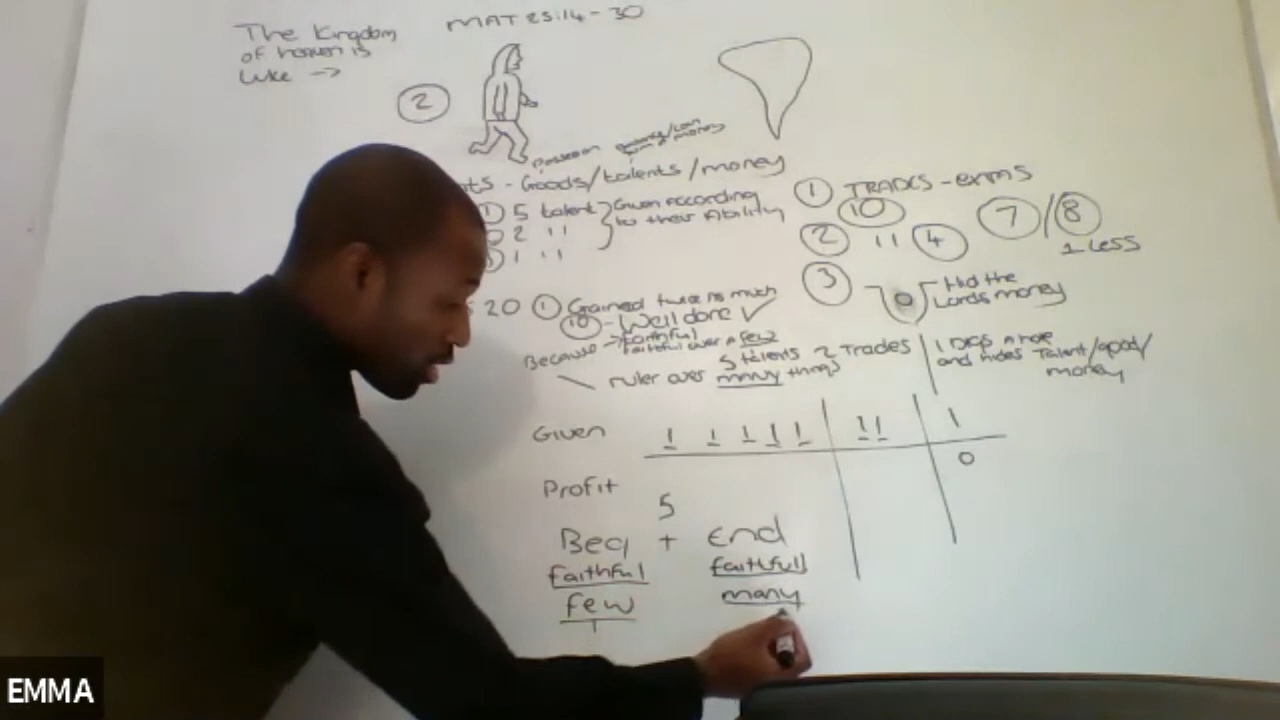 The Kingdom
of heaven is
Like →
MAT 25:14-30
2
Goods/talents/money
5 talent
2 "
1 "
Given According
to their Ability
20 1 Gained twice as much
10 - Well done ✓
Because → faithful
faithful over a few
5 talents 2 Trades
ruler over many things
1 TRADES - earns
10
2 " 4
7 / 8
1 Less
3
0
Hid the
Lords money
1 Digs a hole
and hides Talent/good/
money
Given 1 1 1 1 1 1 1 1
Profit
0
5
Beg + End
faithful faithful
few many
1
EMMA